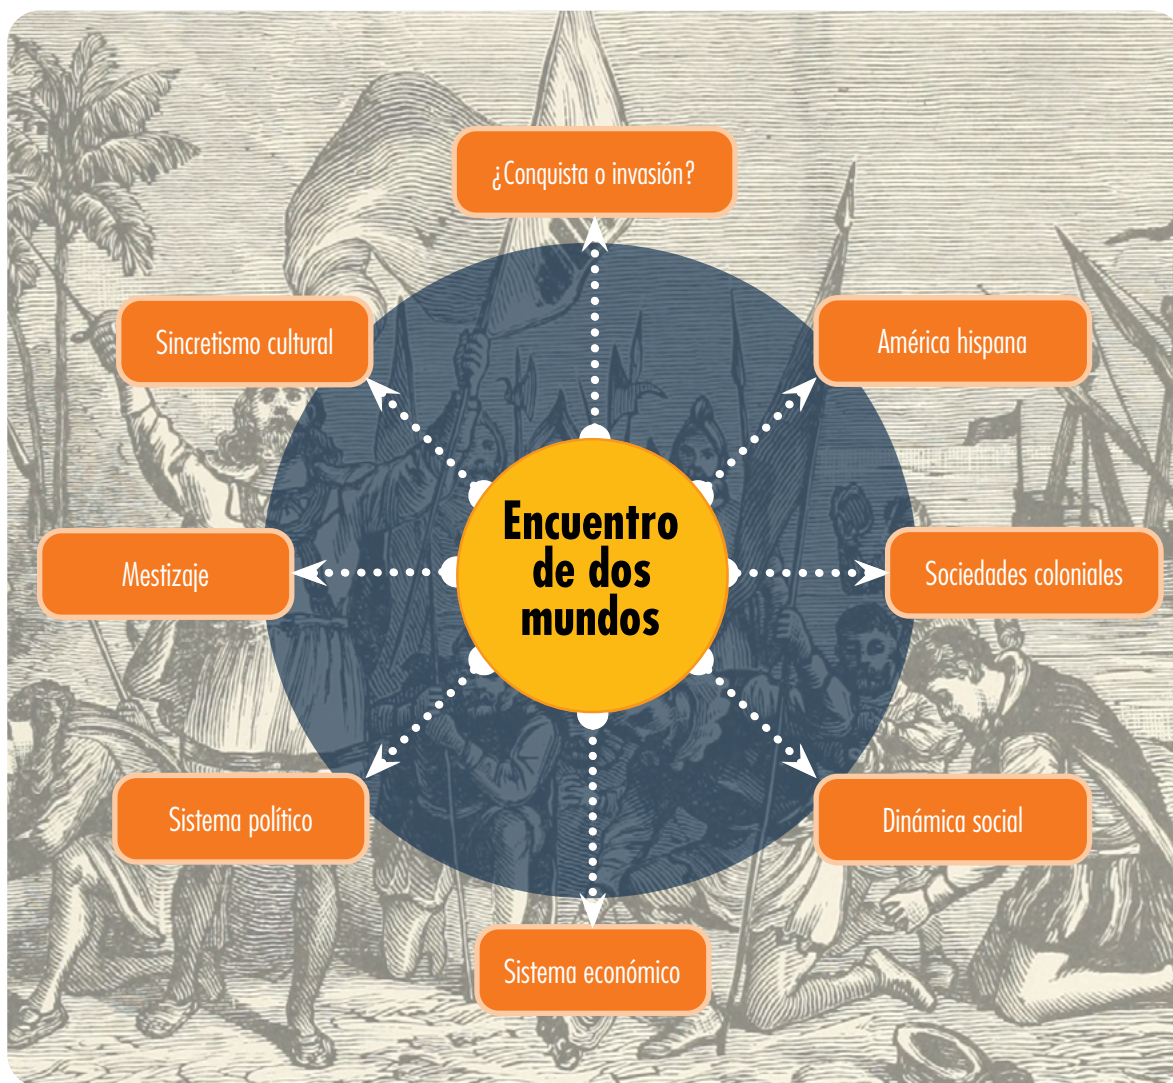 ¿Conquista o invasión?
Sincretismo cultural
América hispana
Encuentro
de dos
mundos
Mestizaje
Sociedades coloniales
Sistema político
Dinámica social
Sistema económico